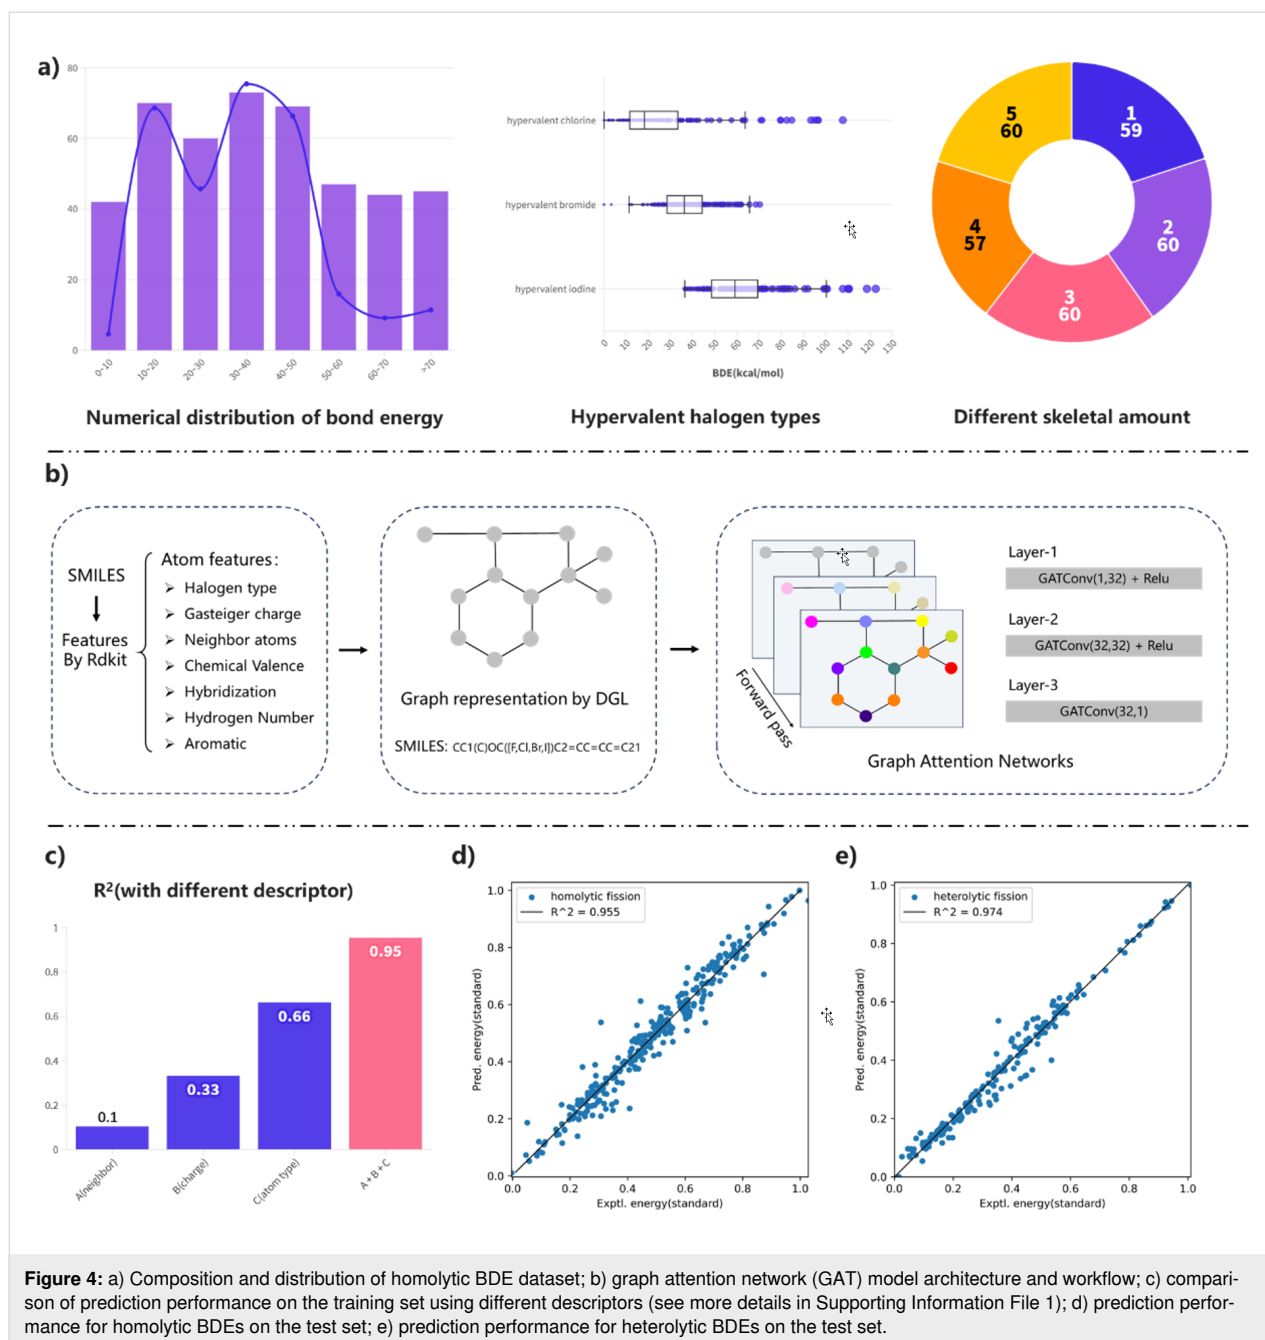 a)
80
60
40
20
0
0~10
10~20
20~30
30~40
40~50
50~60
60~70
>70
Numerical distribution of bond energy
hypervalent chlorine
hypervalent bromide
hypervalent iodine
0
10
20
30
40
50
60
70
80
90
100
110
120
130
BDE(kcal/mol)
Hypervalent halogen types
5
60
1
59
4
57
2
60
3
60
Different skeletal amount
b)
SMILES
Features
By Rdkit
Atom features:
➢ Halogen type
➢ Gasteiger charge
➢ Neighbor atoms
➢ Chemical Valence
➢ Hybridization
➢ Hydrogen Number
➢ Aromatic
Graph representation by DGL
SMILES: CC1(C)OC([F,Cl,Br,I])C2=CC=CC=C21
Forward pass
Layer-1
GATConv(1,32) + Relu
Layer-2
GATConv(32,32) + Relu
Layer-3
GATConv(32,1)
Graph Attention Networks
c)
R²(with different descriptor)
1
0.8
0.6
0.4
0.2
0
0.1
0.33
0.66
0.95
A(neighbor)
B(charge)
C(atom type)
A+B+C
d)
homolytic fission
R^2 = 0.955
Pred. energy(standard)
1.0
0.8
0.6
0.4
0.2
0.0
0.0 0.2 0.4 0.6 0.8 1.0
Exptl. energy(standard)
e)
heterolytic fission
R^2 = 0.974
Pred. energy(standard)
1.0
0.8
0.6
0.4
0.2
0.0
0.0 0.2 0.4 0.6 0.8 1.0
Exptl. energy(standard)
Figure 4: a) Composition and distribution of homolytic BDE dataset; b) graph attention network (GAT) model architecture and workflow; c) compari-
son of prediction performance on the training set using different descriptors (see more details in Supporting Information File 1); d) prediction perfor-
mance for homolytic BDEs on the test set; e) prediction performance for heterolytic BDEs on the test set.